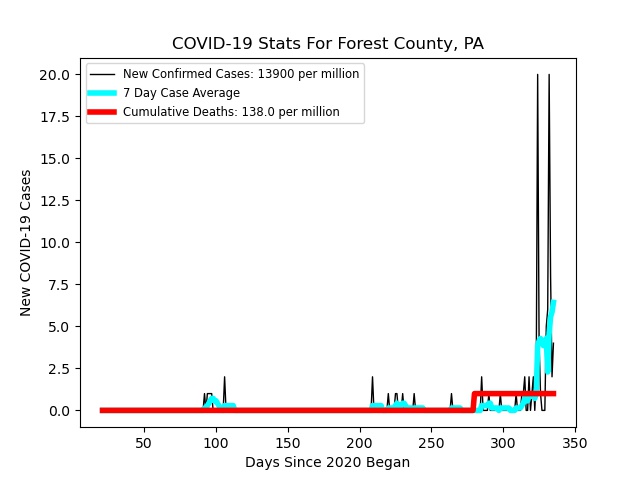 COVID-19 Stats For Forest County, PA
New Confirmed Cases: 13900 per million
7 Day Case Average
Cumulative Deaths: 138.0 per million
New COVID-19 Cases
20.0
17.5
15.0
12.5
10.0
7.5
5.0
2.5
0.0
50 100 150 200 250 300 350
Days Since 2020 Began